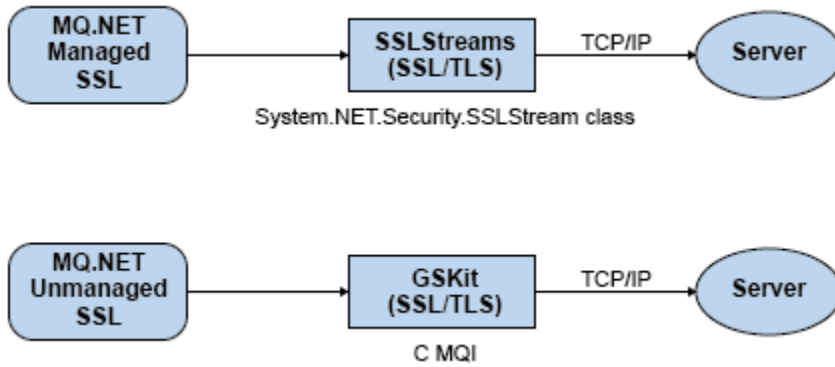 MQ.NET
Managed
SSL
SSLStreams
(SSL/TLS)
TCP/IP
Server
System.NET.Security.SSLStream class
MQ.NET
Unmanaged
SSL
GSKit
(SSL/TLS)
TCP/IP
Server
C MQI